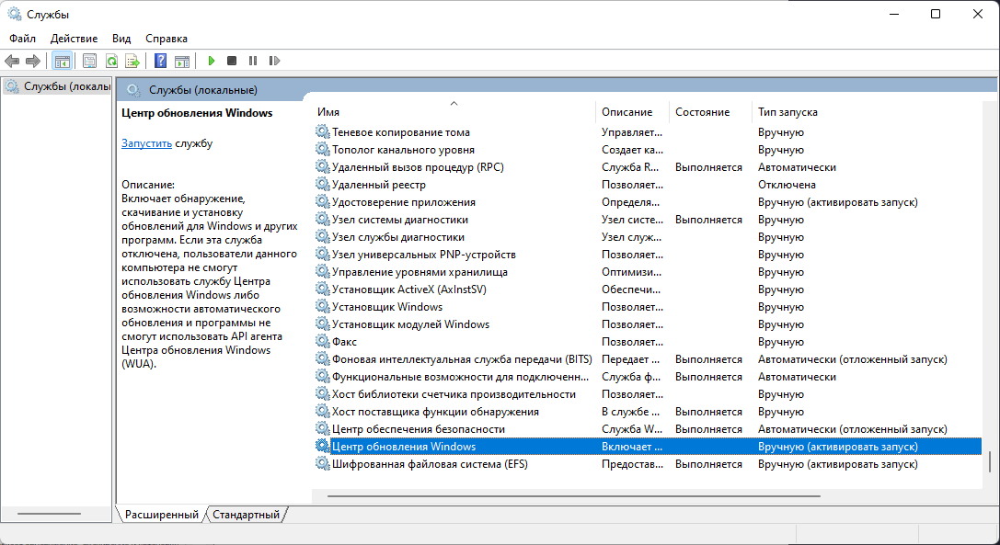 Службы
Файл Действие Вид Справка
Службы (локаль
Службы (локальные)
Центр обновления Windows
Запустить службу
Описание:
Включает обнаружение,
скачивание и установку
обновлений для Windows и других
программ. Если эта служба
отключена, пользователи данного
компьютера не смогут
использовать службу Центра
обновления Windows либо
возможности автоматического
обновления и программы не
смогут использовать API агента
Центра обновления Windows
(WUA).
Имя Описание Состояние Тип запуска
Теневое копирование тома Управляет... Вручную
Тополог канального уровня Создает ка... Вручную
Удаленный вызов процедур (RPC) Служба R... Выполняется Автоматически
Удаленный реестр Позволяет... Отключена
Удостоверение приложения Определя... Вручную (активировать запуск)
Узел системы диагностики Узел систе... Выполняется Вручную
Узел службы диагностики Узел служ... Вручную
Узел универсальных PNP-устройств Позволяет... Вручную
Управление уровнями хранилища Оптимизи... Вручную
Установщик ActiveX (AxInstSV) Обеспечи... Вручную
Установщик Windows Позволяет... Вручную
Установщик модулей Windows Позволяет... Вручную
Факс Позволяет... Вручную
Фоновая интеллектуальная служба передачи (BITS) Передает ... Выполняется Автоматически (отложенный запуск)
Функциональные возможности для подключенн... Служба ф... Выполняется Автоматически
Хост библиотеки счетчика производительности Позволяет... Вручную
Хост поставщика функции обнаружения В службе ... Выполняется Вручную
Центр обеспечения безопасности Служба W... Выполняется Автоматически (отложенный запуск)
Центр обновления Windows Включает ... Вручную (активировать запуск)
Шифрованная файловая система (EFS) Предостав... Выполняется Вручную (активировать запуск)
Расширенный Стандартный